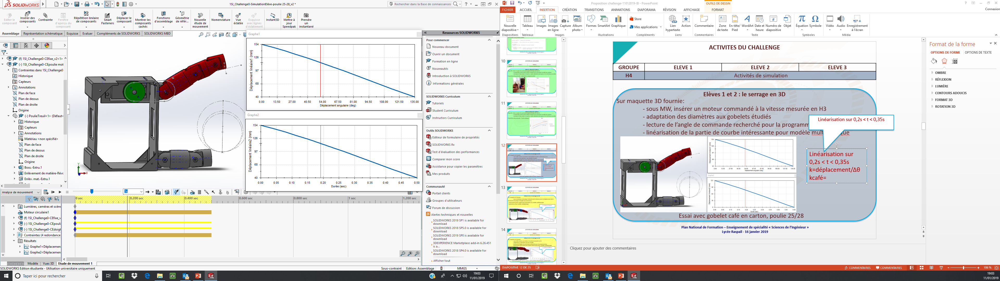 SOLIDWORKS
1SI_Challenge0-SimulationEléve-poulie 25-28_v2 *
Rechercher dans la Base de connaissances
Editer le composant
Insérer des composants
Contrainte
Fenêtre d'aperçu du composant
Répétition linéaire de composants
Smart Fasteners
Déplacer le composant
Montrer les composants cachés
Fonctions d'assemblage
Géométrie de référ...
Nouvelle étude de mouvement
Nomenclature
Vue éclatée
Esquisse avec lignes d'éclatement
Instant3D
Mettre à jour Speedpak
Prendre un instantané
Assemblage
Représentation schématique
Esquisse
Evaluer
Compléments de SOLIDWORKS
SOLIDWORKS MBD
(f) 1SI_Challenge0-CEfixe_v2<1>
(-) 1SI_Challenge0-CEpoulie mot
Contraintes dans 1SI_Challenge0
Historique
Capteurs
Annotations
Plan de face
Plan de dessus
Plan de droite
Origine
(-) PoulieTreuil<1> (Défaut<
Historique
Capteurs
Annotations
Matériau <non spécifié>
Plan de face
Plan de dessus
Plan de droite
Origine
Boss.-Extru.1
Enlèvement de matière-Révc
Enlèv. mat.-Extru.1
Graphe1
Déplacement linéaire1 (mm)
154
126
97
68
40
0.00 13.50 27.00 40.50 54.00 67.50 81.00 94.50 108.00 121.50 135.00
Déplacement angulaire (deg)
Graphe2
Déplacement linéaire2 (mm)
154
126
97
68
40
0.00 0.05 0.10 0.15 0.20 0.25 0.30 0.35 0.40 0.45 0.50
Durée (sec)
Ressources SOLIDWORKS
Pour commencer
Nouveau document
Ouvrir un document
Formation en ligne
Nouveautés
Introduction à SOLIDWORKS
Informations générales
SOLIDWORKS Curriculum
Tutoriels
Student Curriculum
Instructors Curriculum
Outils SOLIDWORKS
Editeur de formulaire de propriétés
SOLIDWORKS Rx
Test d'évaluation des performances
Comparer mon score
Assistance pour copier les paramètres
Mes produits
Communauté
Portail clients
Groupes d'utilisateurs
Forum de discussion
Alertes techniques et nouvelles
SOLIDWORKS 2019 SP1 is available for download
SOLIDWORKS 2018 SP5.0 is available for download
SOLIDWORKS 2019 SP0 is available for download
3DEXPERIENCE Marketplace add-in 6.26.451 is a...
SOLIDWORKS 2018 SP4.0 is available for download
Afficher tout
Analyse de mouvement
1x
0 sec
0.200 sec
0.400 sec
0.600 sec
0.800 sec
1 sec
1.200 sec
Lumières, caméras et scène
Moteur circulaire1
(f) 1SI_Challenge0-CEfixe_v
(-) 1SI_Challenge0-CEpouli
(-) 1SI_Challenge0-CEdoigt
Contraintes (4 redondance
Résultats
Graphe1<Déplacemen
Graphe2<Déplacemen
Modèle
Vues 3D
Etude de mouvement 1
SOLIDWORKS Edition étudiante - Utilisation universitaire uniquement
Sous-contraint
Edition: Assemblage
MMGS
Taper ici pour rechercher
19:03
11/01/2019
Proposition challenge-11012019-IB - PowerPoint
OUTILS DE DESSIN
Connexion
FICHIER
ACCUEIL
INSERTION
CRÉATION
TRANSITIONS
ANIMATIONS
DIAPORAMA
RÉVISION
AFFICHAGE
FORMAT
Nouvelle diapositive
Tableau
Images
Images en ligne
Capture
Album photo
Formes
SmartArt
Graphique
Store
Mes applications
Lien hypertexte
Action
Commentaire
Zone de texte
En-tête/ Pied
WordArt
Date et heure
Numéro de diapositive
Objet
Équation
Symbole
Vidéo
Audio
Enregistrement à l'écran
Diapositives
Tableaux
Images
Illustrations
Compléments
Liens
Commentaires
Texte
Symboles
Média
10
11
12
13
14
ACTIVITES DU CHALLENGE
GROUPE
ELEVE 1
ELEVE 2
ELEVE 3
H4
Activités de simulation
Elèves 1 et 2 : le serrage en 3D
Sur maquette 3D fournie:
- sous MW, insérer un moteur commandé à la vitesse mesurée en H3
- adaptation des diamètres aux gobelets étudiés
- lecture de l'angle de commande recherché pour la programm
- linéarisation de la partie de courbe intéressante pour modèle mul que
Linéarisation sur 0,2s < t < 0,35s
Linéarisation sur
0,2s < t < 0,35s
k=déplacement/Δθ
kcafé=
Essai avec gobelet café en carton, poulie 25/28
Plan National de Formation – Enseignement de spécialité « Sciences de l'Ingénieur »
Lycée Raspail - 16 janvier 2019
Cliquez pour ajouter des commentaires
Format de la forme
OPTIONS DE FORME
OPTIONS DE TEXTE
OMBRE
RÉFLEXION
LUMIÈRE
CONTOURS ADOUCIS
FORMAT 3D
ROTATION 3D
DIAPOSITIVE 12 DE 25
COMMENTAIRES
COMMENTAIRES
106 %
19:03
11/01/2019